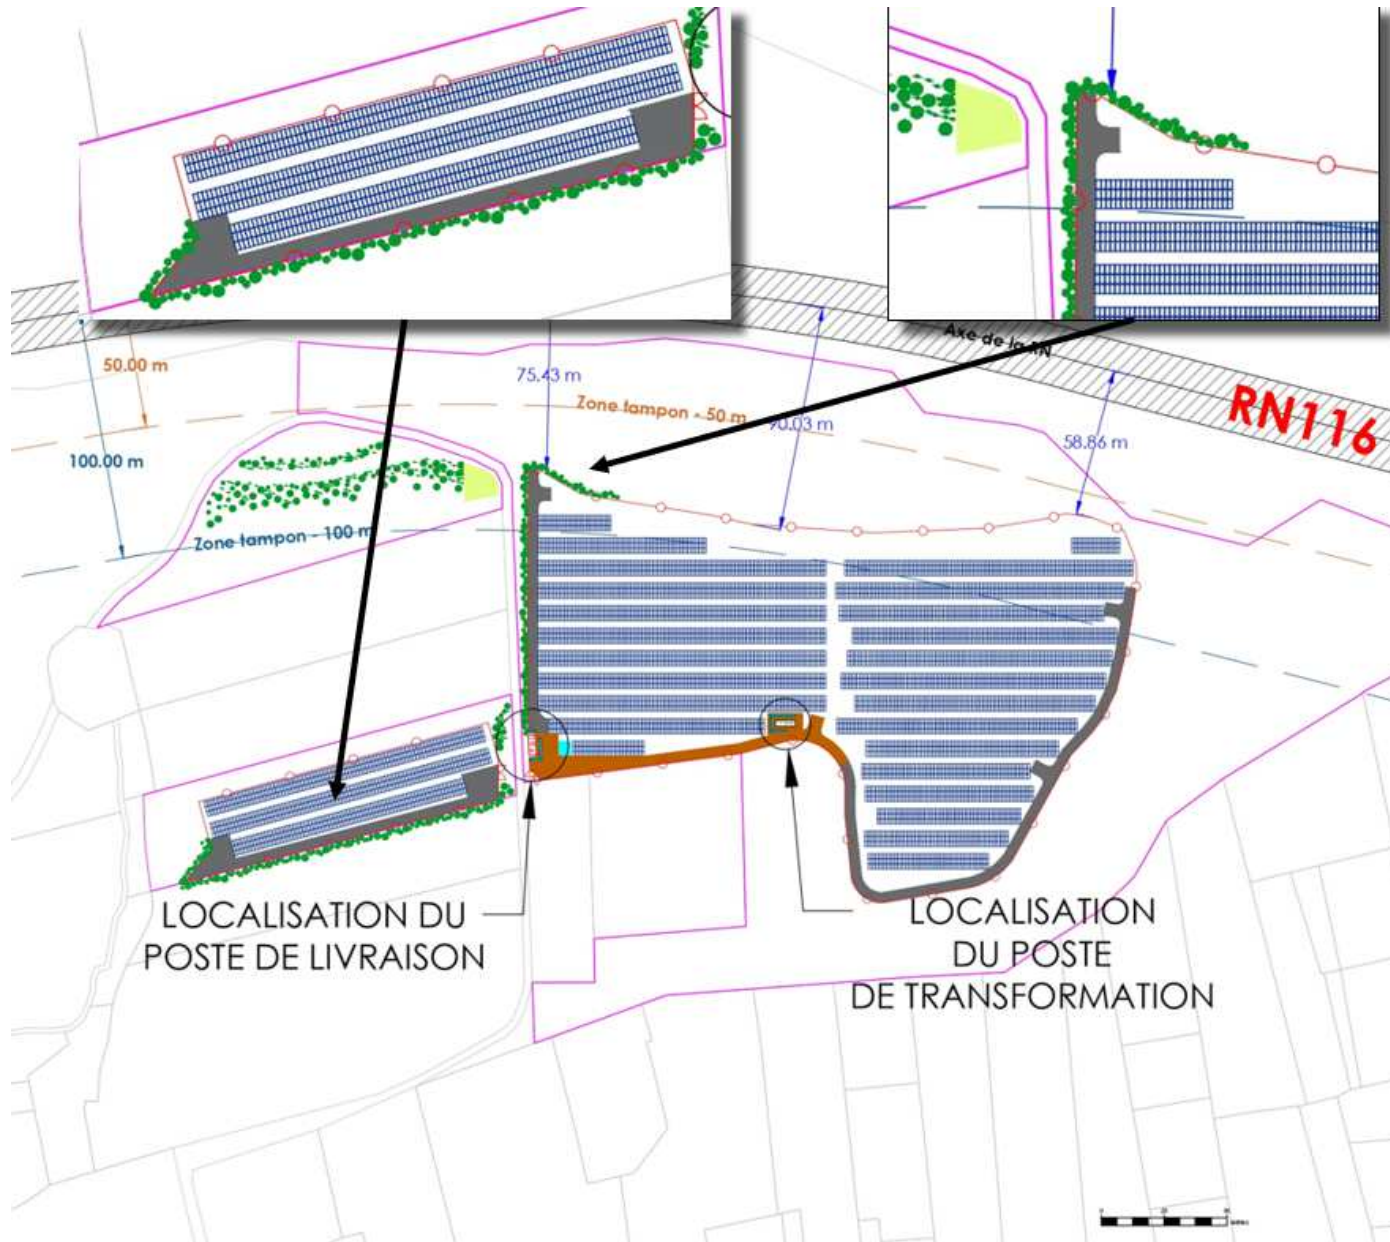 Axe de la RN
RN116
50.00 m
75.43 m
Zone tampon - 50 m
90.03 m
58.86 m
100.00 m
Zone tampon - 100 m
LOCALISATION DU
POSTE DE LIVRAISON
LOCALISATION
DU POSTE
DE TRANSFORMATION